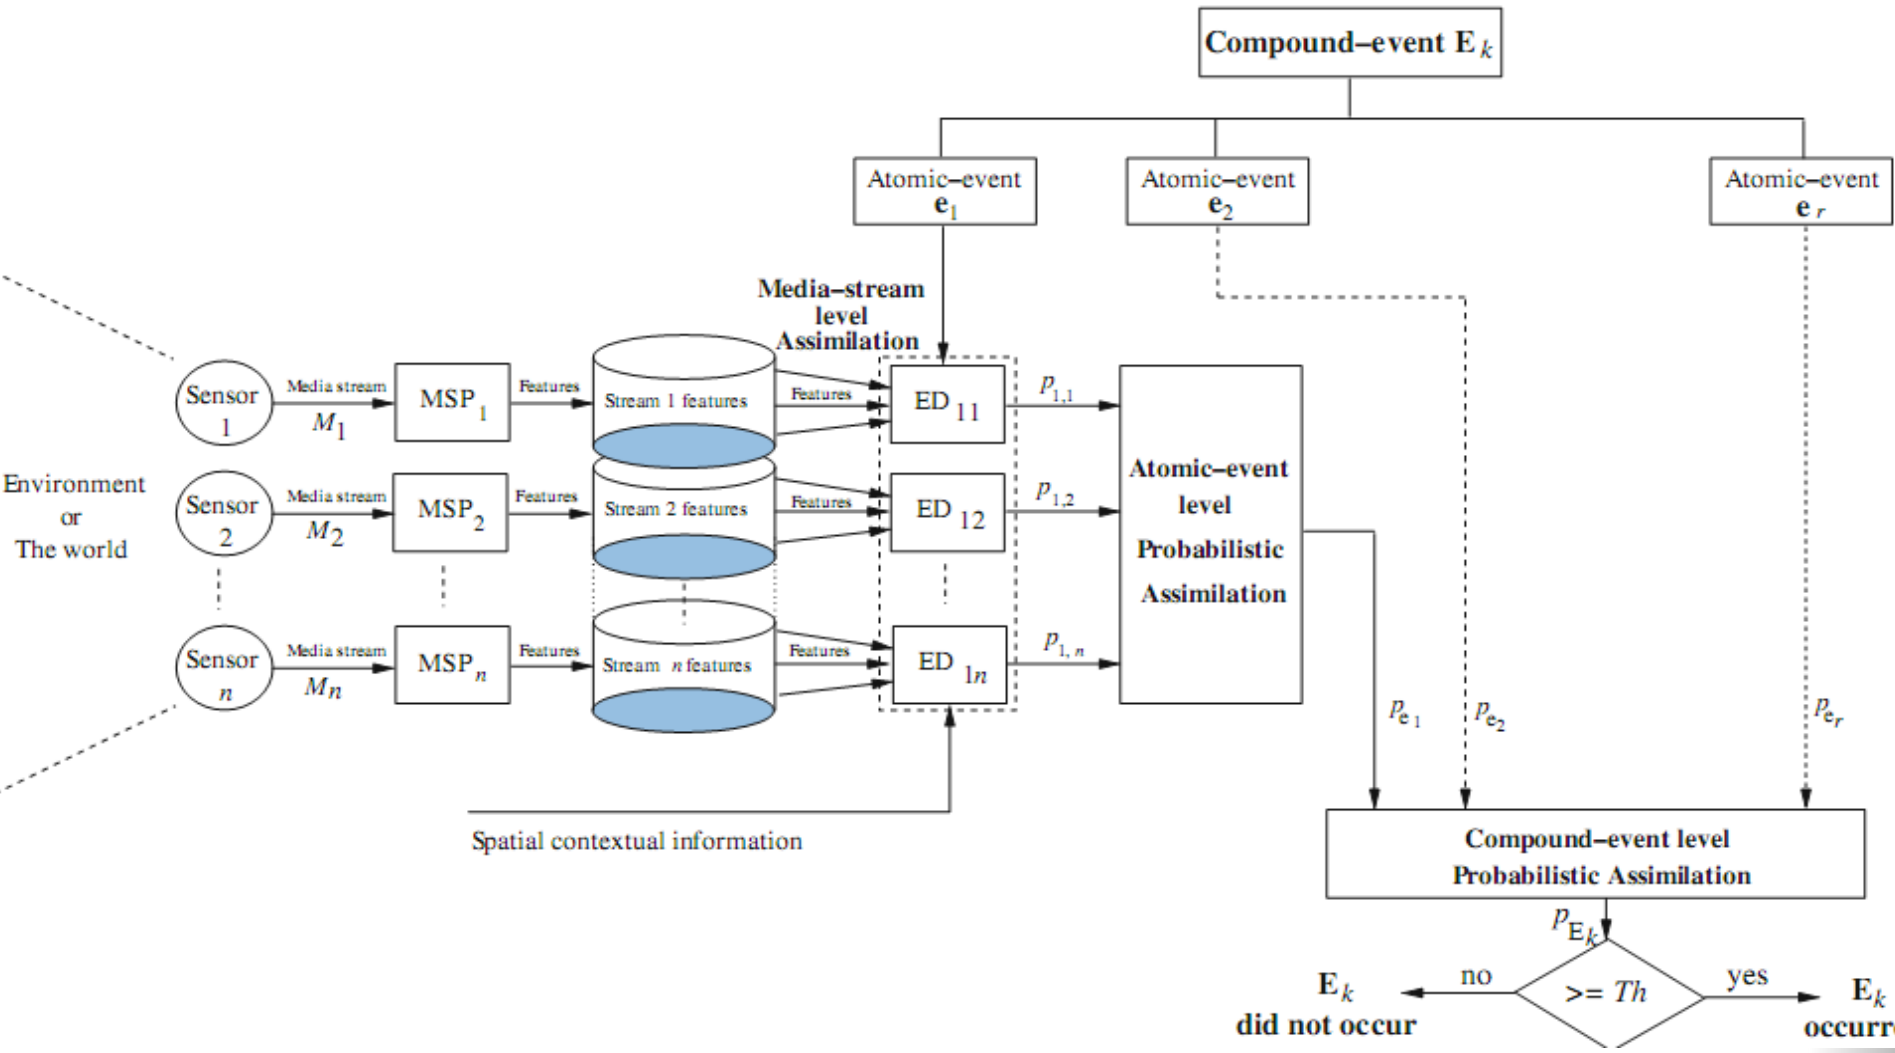 Compound–event E k
Atomic–event
e1
Atomic–event
e2
Atomic–event
e r
Media–stream
level
Assimilation
Sensor
1
Media stream
M1
MSP1
Features
Stream 1 features
Features
ED 11
p1,1
Environment
or
The world
Sensor
2
Media stream
M2
MSP2
Features
Stream 2 features
Features
ED 12
p1,2
Atomic–event
level
Probabilistic
Assimilation
Sensor
n
Media stream
Mn
MSPn
Features
Stream n features
Features
ED 1n
p1, n
pe1
pe2
per
Spatial contextual information
Compound–event level
Probabilistic Assimilation
pEk
>= Th
no
yes
Ek
did not occur
Ek
occurre